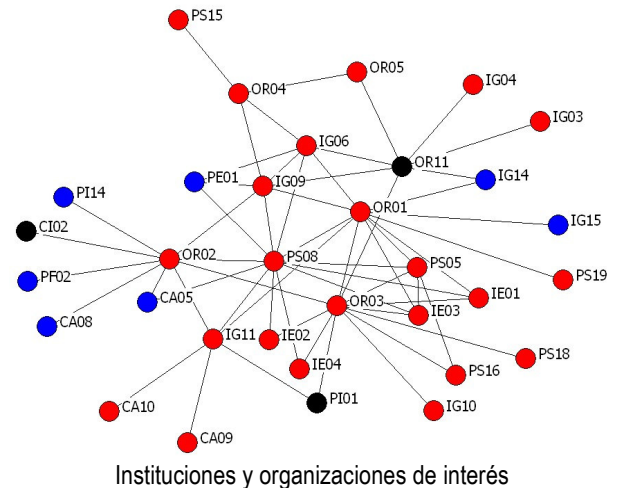 PS15
OR05
OR04
IG04
IG03
IG06
OR11
PE01
IG09
IG14
PI14
OR01
CI02
IG15
OR02
PS08
PS05
PF02
PS19
CA05
OR03
IE01
IE03
CA08
IG11
IE02
PS18
IE04
PS16
PI01
CA10
IG10
CA09
Instituciones y organizaciones de interés